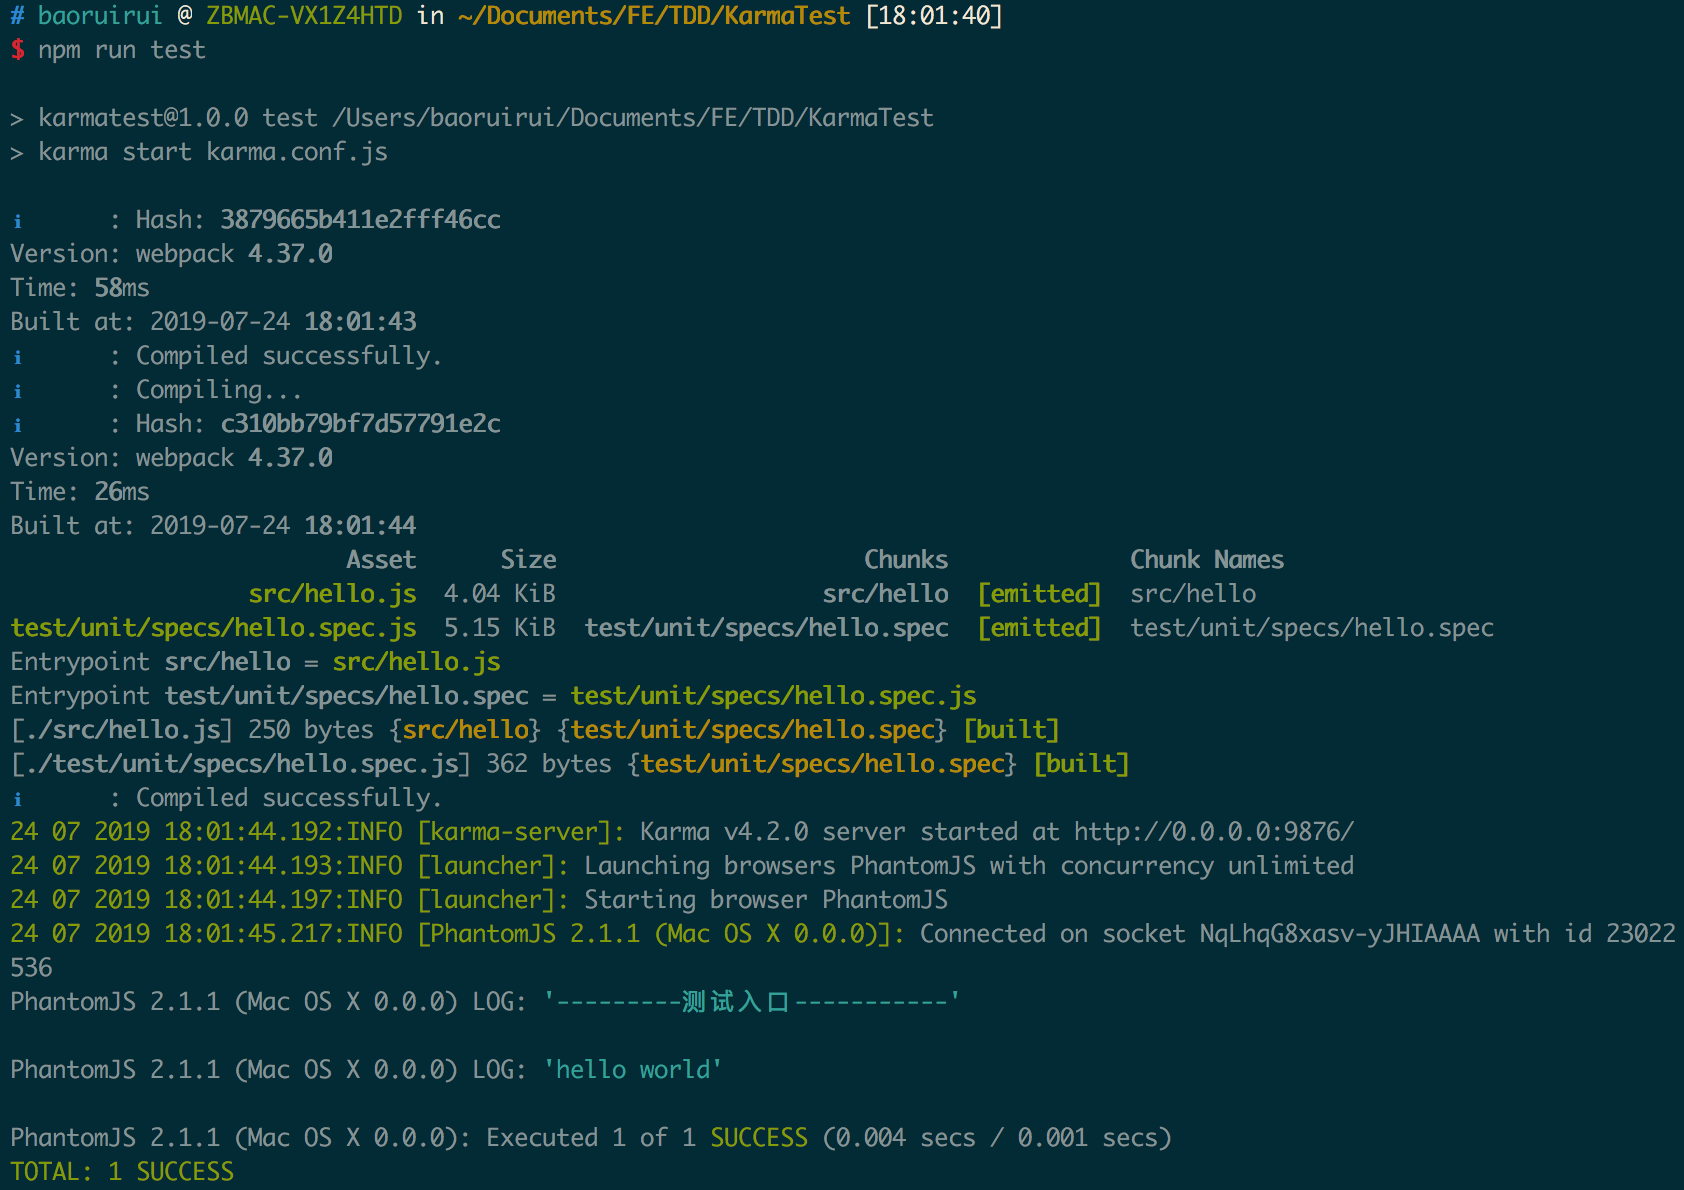 # baoruirui @ ZBMAC-VX1Z4HTD in ~/Documents/FE/TDD/KarmaTest [18:01:40]
$ npm run test
> karmatest@1.0.0 test /Users/baoruirui/Documents/FE/TDD/KarmaTest
> karma start karma.conf.js
ℹ : Hash: 3879665b411e2fff46cc
Version: webpack 4.37.0
Time: 58ms
Built at: 2019-07-24 18:01:43
ℹ : Compiled successfully.
ℹ : Compiling...
ℹ : Hash: c310bb79bf7d57791e2c
Version: webpack 4.37.0
Time: 26ms
Built at: 2019-07-24 18:01:44
Asset Size Chunks Chunk Names
src/hello.js 4.04 KiB src/hello [emitted] src/hello
test/unit/specs/hello.spec.js 5.15 KiB test/unit/specs/hello.spec [emitted] test/unit/specs/hello.spec
Entrypoint src/hello = src/hello.js
Entrypoint test/unit/specs/hello.spec = test/unit/specs/hello.spec.js
[./src/hello.js] 250 bytes {src/hello} {test/unit/specs/hello.spec} [built]
[./test/unit/specs/hello.spec.js] 362 bytes {test/unit/specs/hello.spec} [built]
ℹ : Compiled successfully.
24 07 2019 18:01:44.192:INFO [karma-server]: Karma v4.2.0 server started at http://0.0.0.0:9876/
24 07 2019 18:01:44.193:INFO [launcher]: Launching browsers PhantomJS with concurrency unlimited
24 07 2019 18:01:44.197:INFO [launcher]: Starting browser PhantomJS
24 07 2019 18:01:45.217:INFO [PhantomJS 2.1.1 (Mac OS X 0.0.0)]: Connected on socket NqLhqG8xasv-yJHIAAAA with id 23022
536
PhantomJS 2.1.1 (Mac OS X 0.0.0) LOG: '---------测试入口-----------'
PhantomJS 2.1.1 (Mac OS X 0.0.0) LOG: 'hello world'
PhantomJS 2.1.1 (Mac OS X 0.0.0): Executed 1 of 1 SUCCESS (0.004 secs / 0.001 secs)
TOTAL: 1 SUCCESS